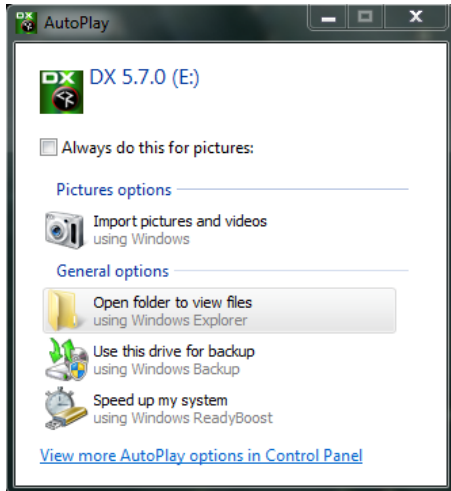 DX AutoPlay
DX DX 5.7.0 (E:)
Always do this for pictures:
Pictures options
Import pictures and videos
using Windows
General options
Open folder to view files
using Windows Explorer
Use this drive for backup
using Windows Backup
Speed up my system
using Windows ReadyBoost
View more AutoPlay options in Control Panel